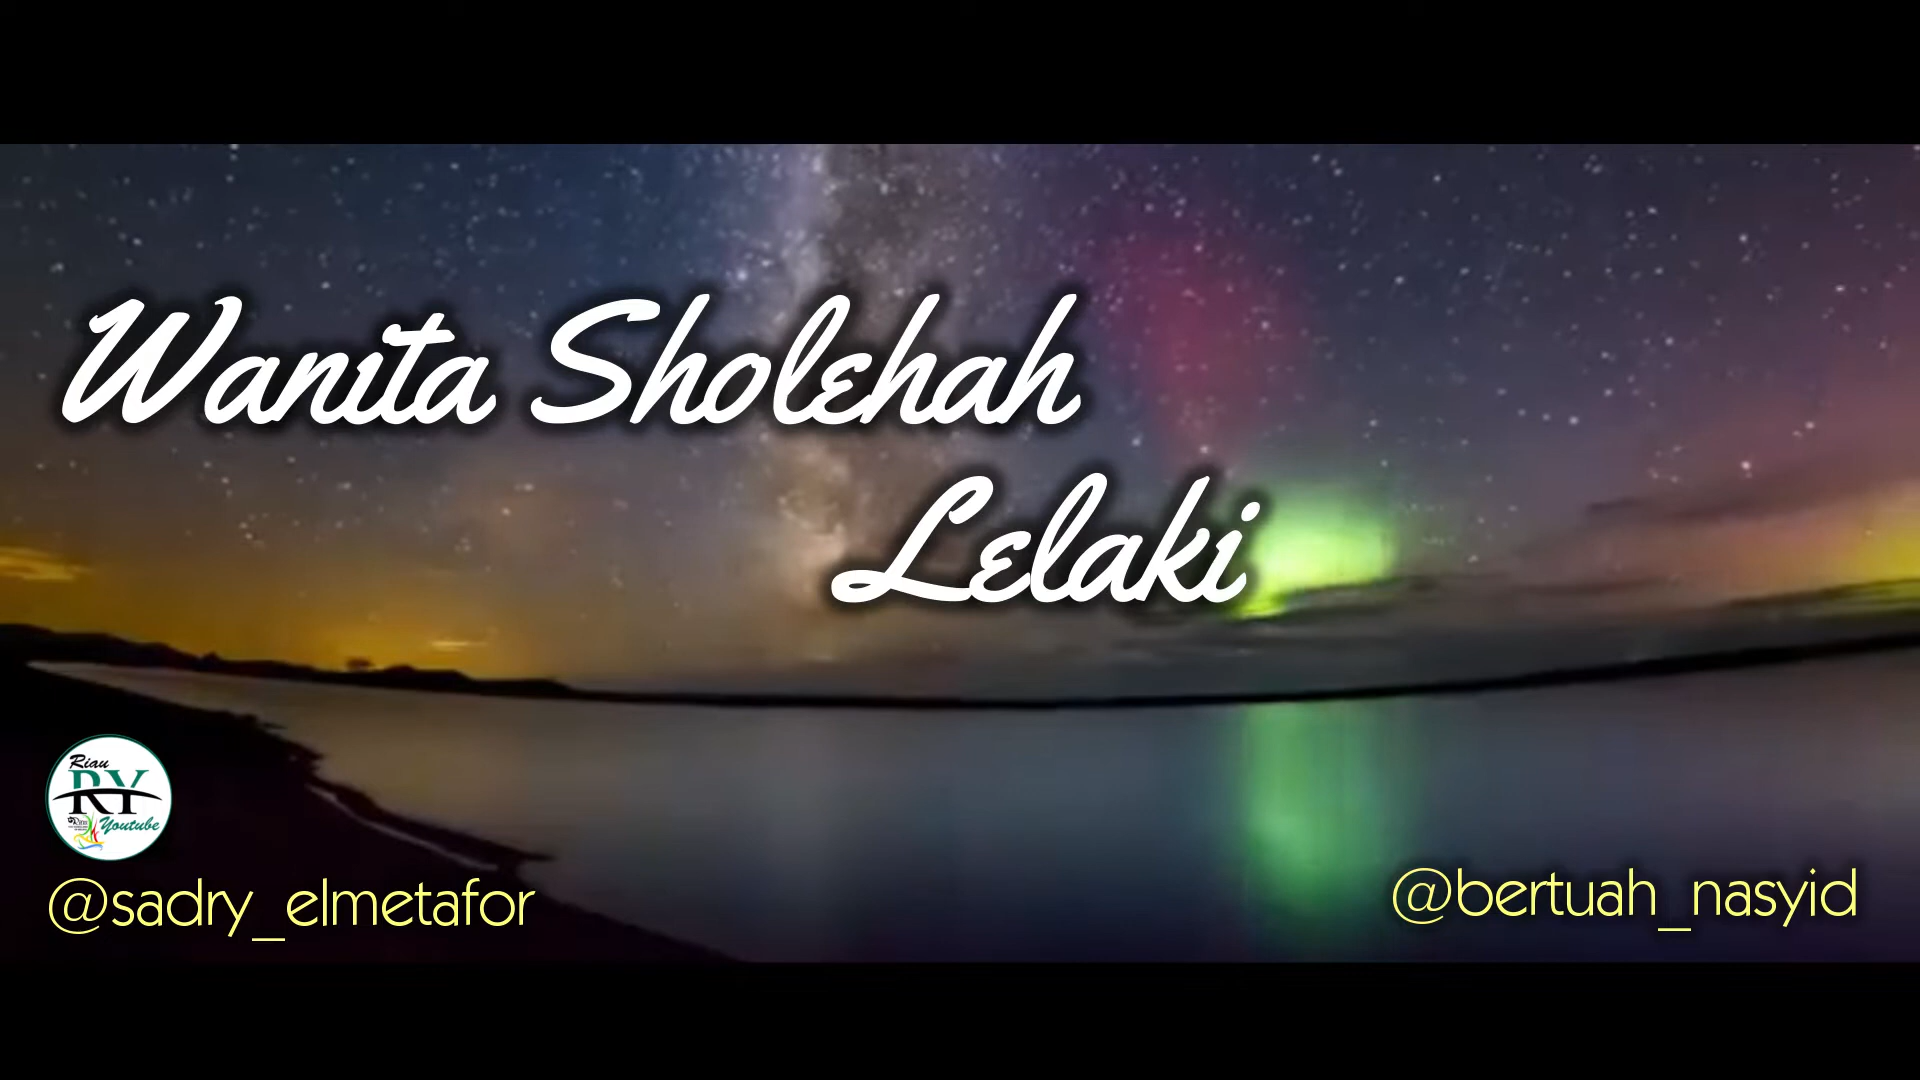 Wanita Sholehah
Lelaki
Riau
RY
Youtube
@sadry_elmetafor
@bertuah_nasyid